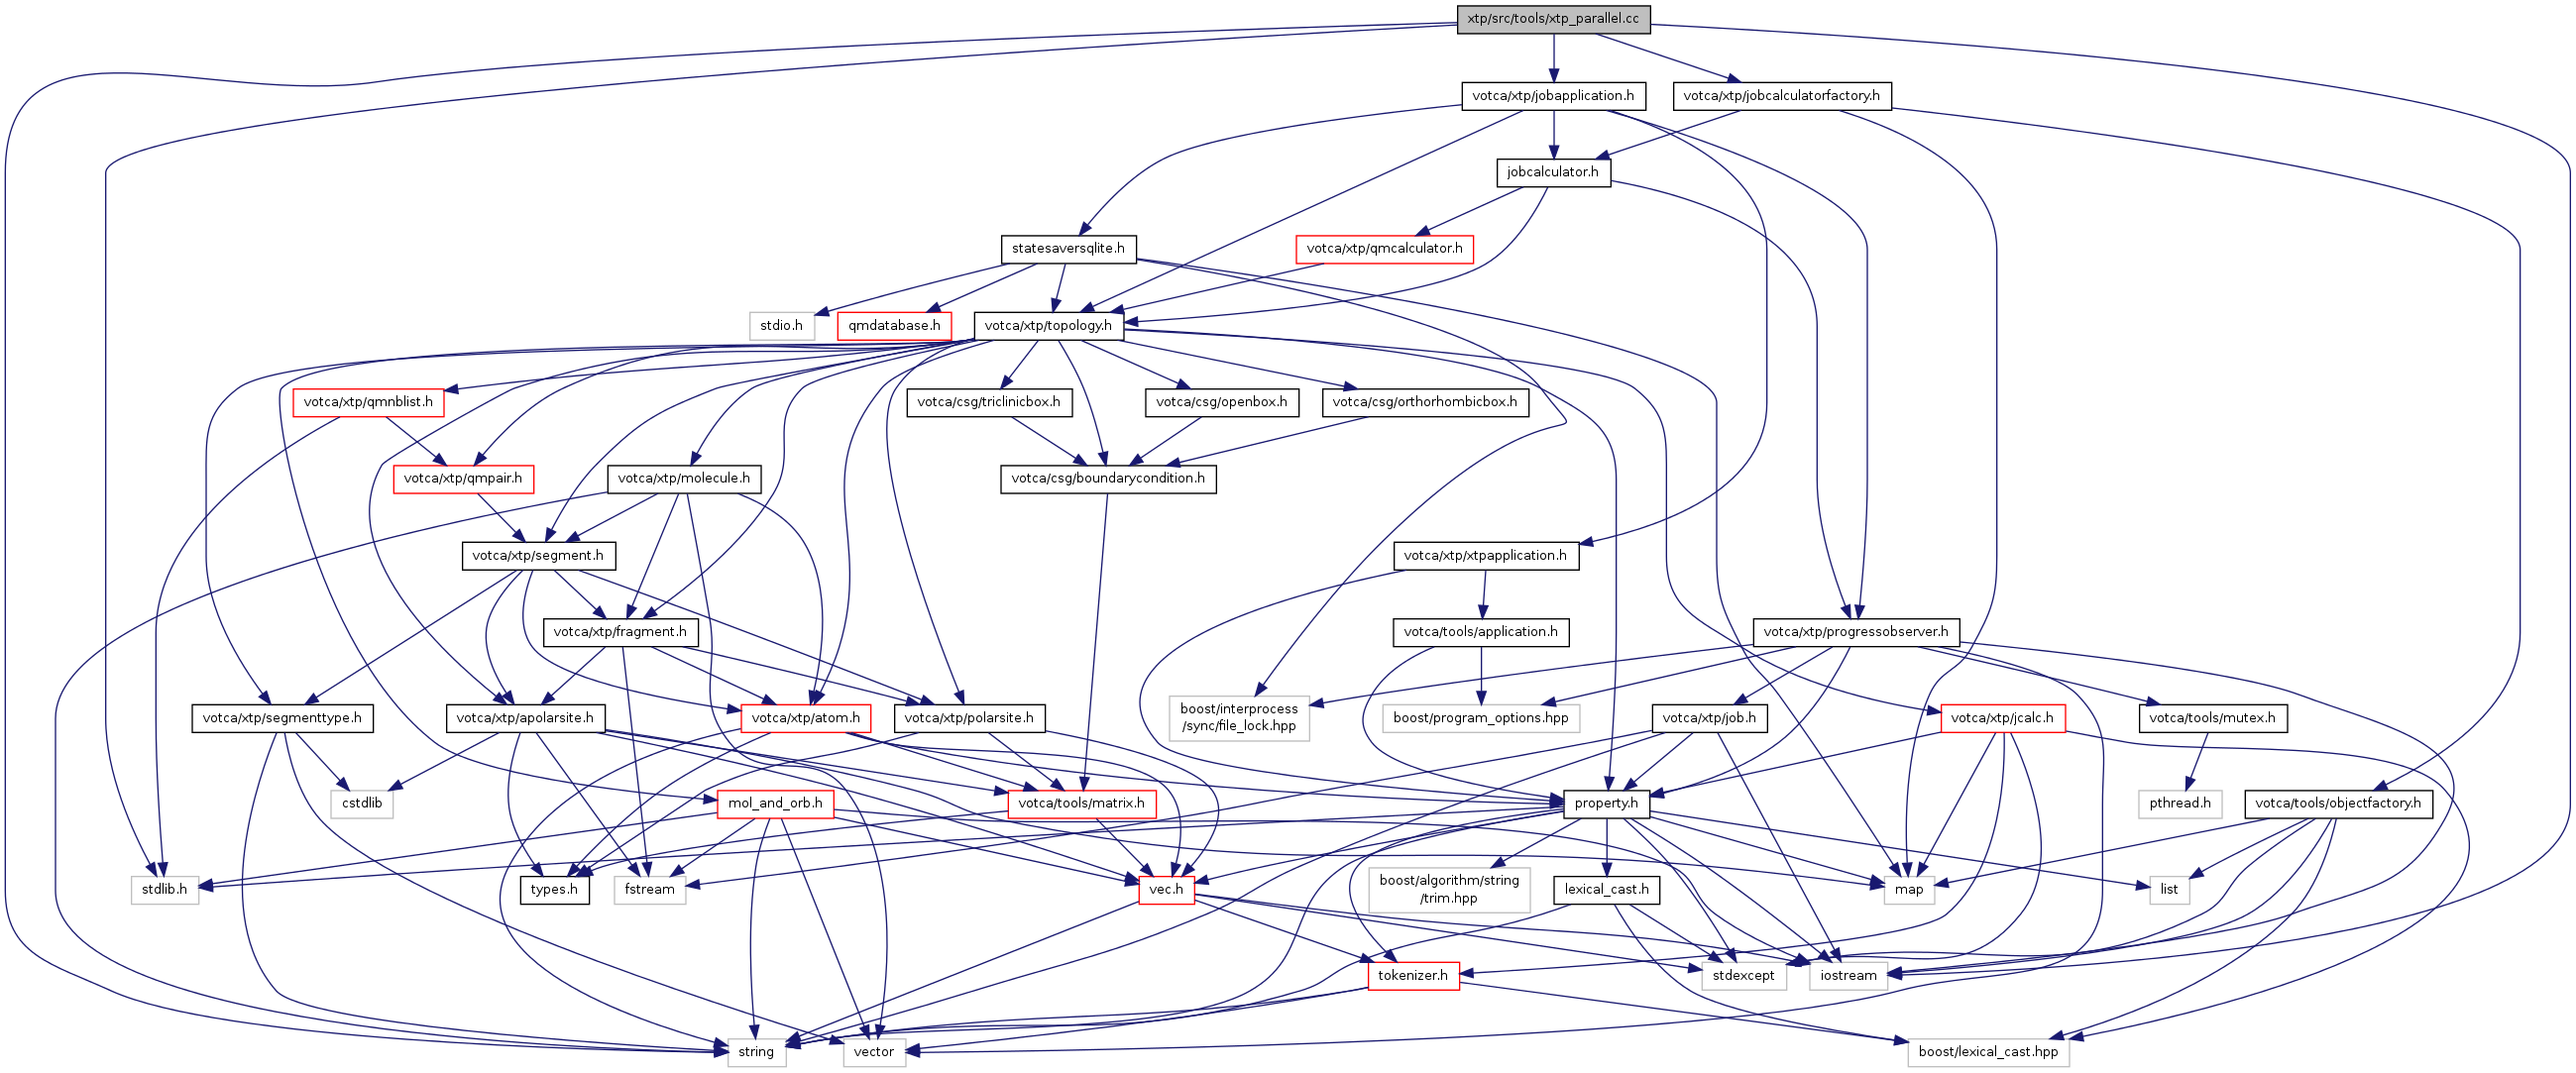 xtp/src/tools/xtp_parallel.cc
votca/xtp/jobapplication.h
votca/xtp/jobcalculatorfactory.h
jobcalculator.h
statesaversqlite.h
votca/xtp/qmcalculator.h
stdio.h
qmdatabase.h
votca/xtp/topology.h
votca/xtp/qmnblist.h
votca/csg/triclinicbox.h
votca/csg/openbox.h
votca/csg/orthorhombicbox.h
votca/xtp/qmpair.h
votca/xtp/molecule.h
votca/csg/boundarycondition.h
votca/xtp/segment.h
votca/xtp/xtpapplication.h
votca/xtp/fragment.h
votca/tools/application.h
votca/xtp/progressobserver.h
votca/xtp/segmenttype.h
votca/xtp/apolarsite.h
votca/xtp/atom.h
votca/xtp/polarsite.h
boost/interprocess
/sync/file_lock.hpp
boost/program_options.hpp
votca/xtp/job.h
votca/xtp/jcalc.h
votca/tools/mutex.h
cstdlib
mol_and_orb.h
votca/tools/matrix.h
property.h
pthread.h
votca/tools/objectfactory.h
stdlib.h
types.h
fstream
vec.h
boost/algorithm/string
/trim.hpp
lexical_cast.h
map
list
tokenizer.h
stdexcept
iostream
string
vector
boost/lexical_cast.hpp